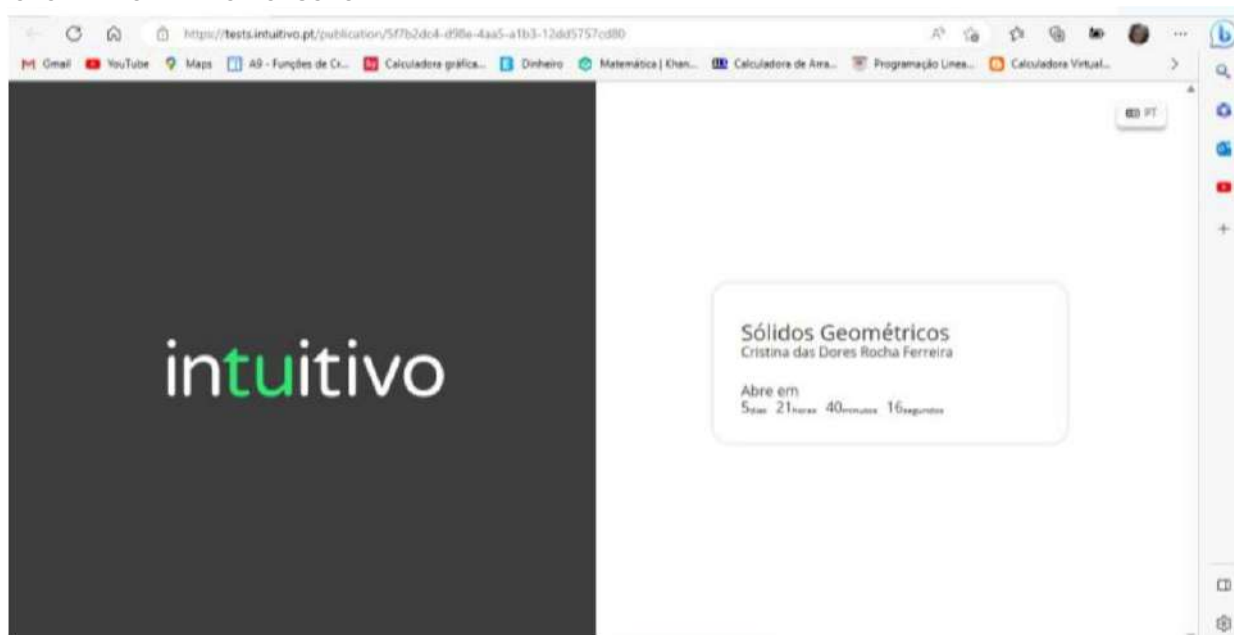 https://tests.intuitivo.pt/publication/5f7b2dc4-d98e-4aa5-a1b3-12dd5757cd80
Gmail YouTube Maps A9 - Funções de Cr... Calculadora gráfica... Dinheiro Matemática | Khan... Calculadora de Arra... Programação Linea... Calculadora Virtual...
PT
Sólidos Geométricos
Cristina das Dores Rocha Ferreira
intuitivo
Abre em
5dias 21horas 40minutos 16segundos